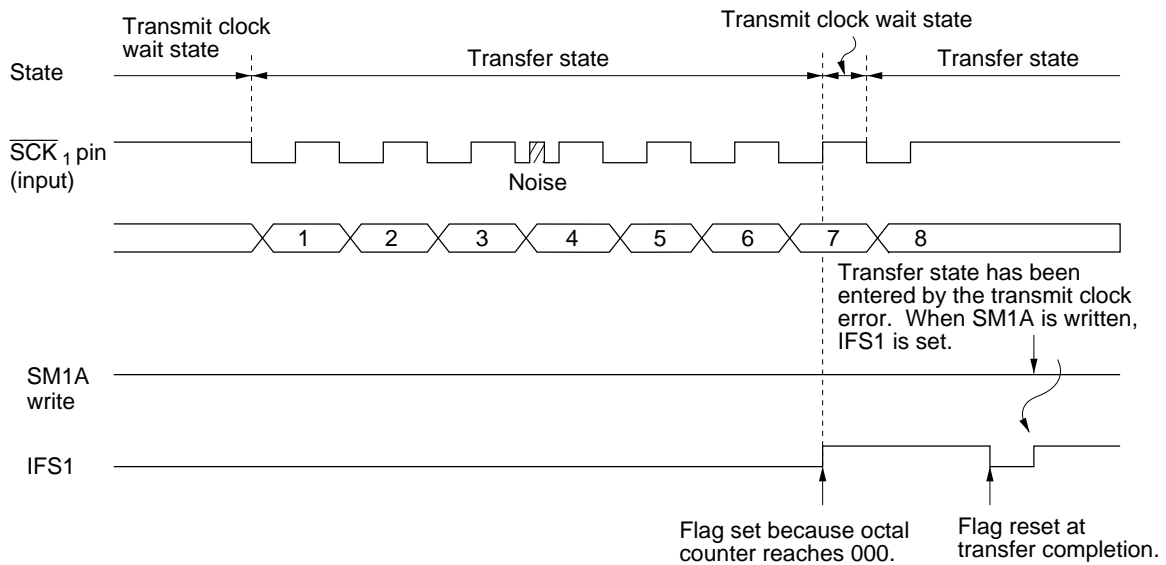 Transmit clock
wait state
Transmit clock wait state
State
Transfer state
Transfer state
SCK 1 pin
(input)
Noise
1 2 3 4 5 6 7 8
Transfer state has been
entered by the transmit clock
error. When SM1A is written,
IFS1 is set.
SM1A
write
IFS1
Flag set because octal
counter reaches 000.
Flag reset at
transfer completion.